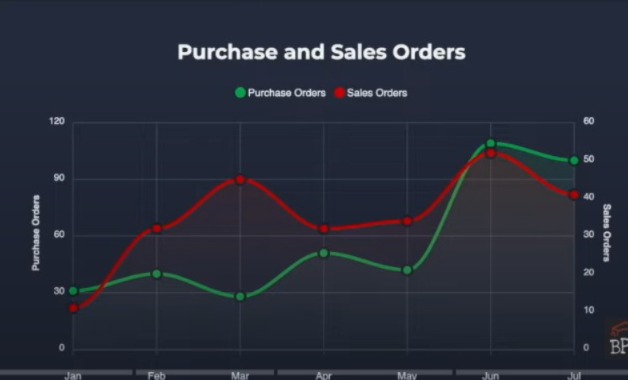 Purchase and Sales Orders
Purchase Orders Sales Orders
120
90
60
30
0
Purchase Orders
60
50
40
30
20
10
0
Sales Orders
Jan Feb Mar Apr May Jun Jul
BP